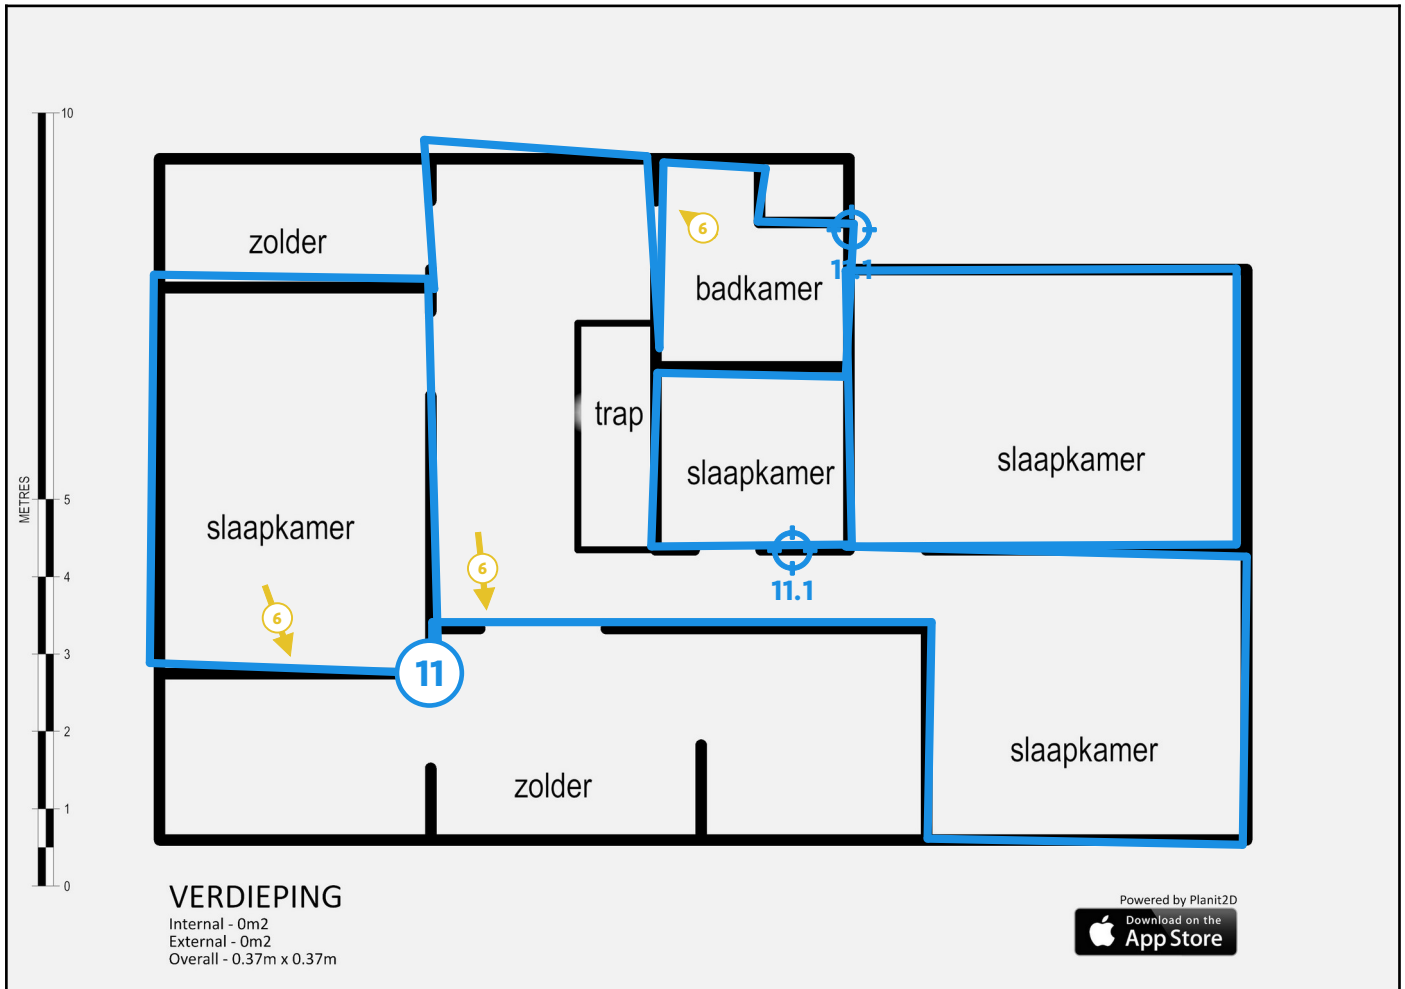 10
zolder
6
11.1
badkamer
trap
slaapkamer
slaapkamer
METRES
5
slaapkamer
4
6
11.1
6
3
11
2
slaapkamer
zolder
1
0
VERDIEPING
Internal - 0m2
External - 0m2
Overall - 0.37m x 0.37m
Powered by Planit2D
Download on the
App Store